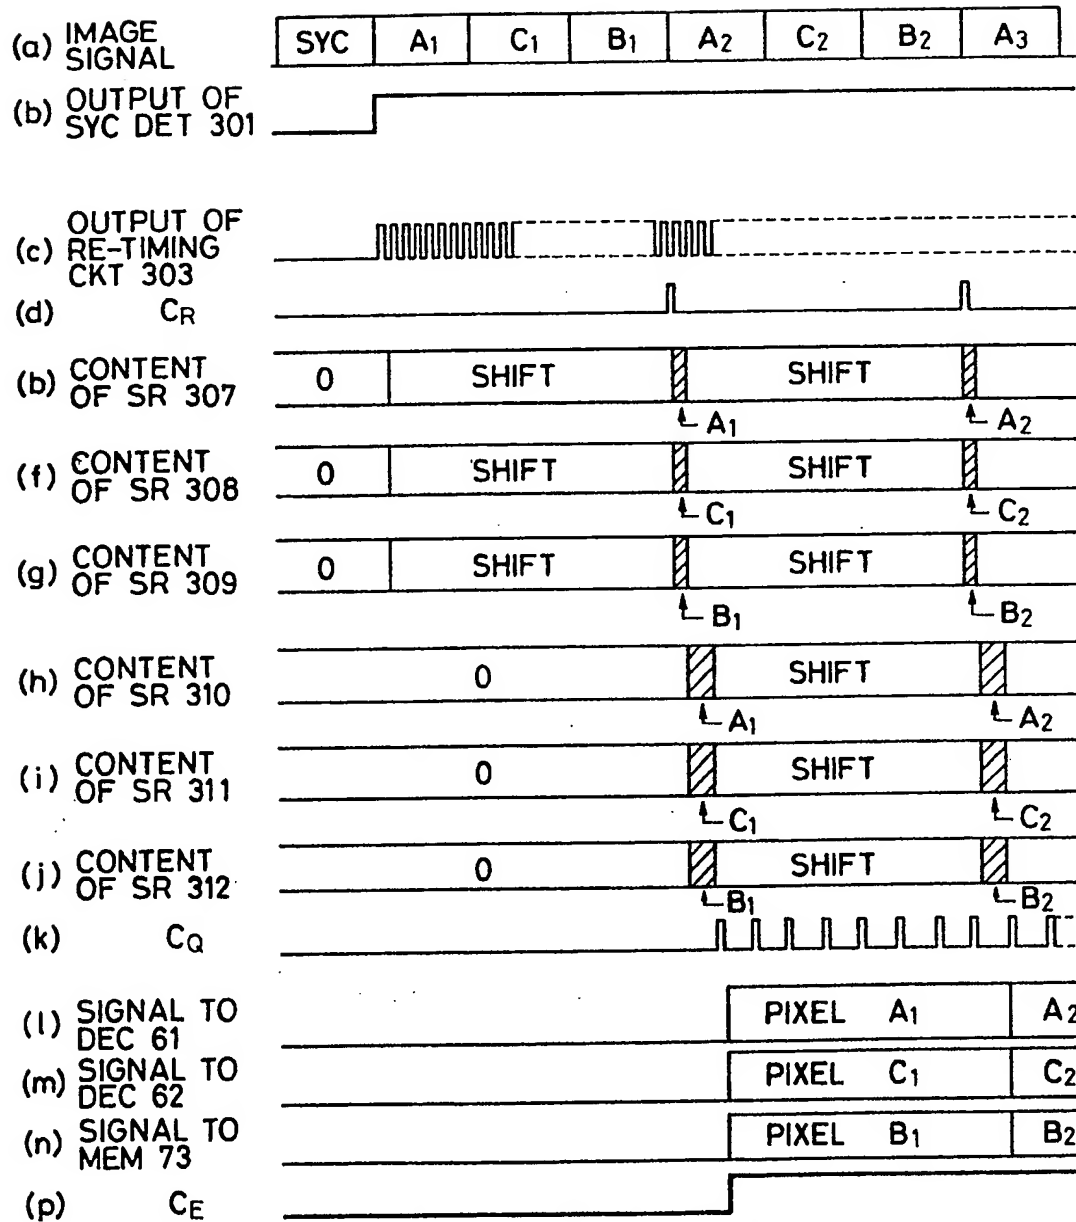 (a) IMAGE SIGNAL SYC A1 C1 B1 A2 C2 B2 A3
(b) OUTPUT OF SYC DET 301
(c) OUTPUT OF RE-TIMING CKT 303
(d) CR
(b) CONTENT OF SR 307 0 SHIFT SHIFT
A1 A2
(f) CONTENT OF SR 308 0 SHIFT SHIFT
C1 C2
(g) CONTENT OF SR 309 0 SHIFT SHIFT
B1 B2
(h) CONTENT OF SR 310 0 SHIFT
A1 A2
(i) CONTENT OF SR 311 0 SHIFT
C1 C2
(j) CONTENT OF SR 312 0 SHIFT
B1 B2
(k) CQ
(l) SIGNAL TO DEC 61 PIXEL A1 A2
(m) SIGNAL TO DEC 62 PIXEL C1 C2
(n) SIGNAL TO MEM 73 PIXEL B1 B2
(p) CE